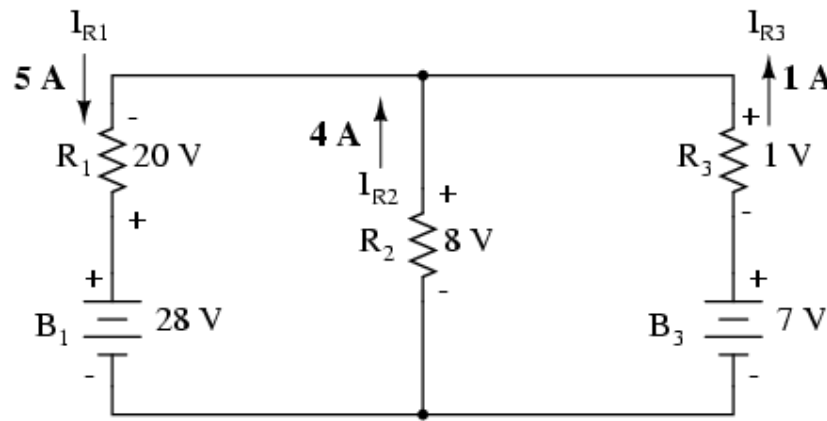 I_R1
5 A
R_1
20 V
-
+
+
B_1
28 V
-
4 A
I_R2
+
R_2
8 V
-
I_R3
1 A
+
R_3
1 V
-
+
B_3
7 V
-